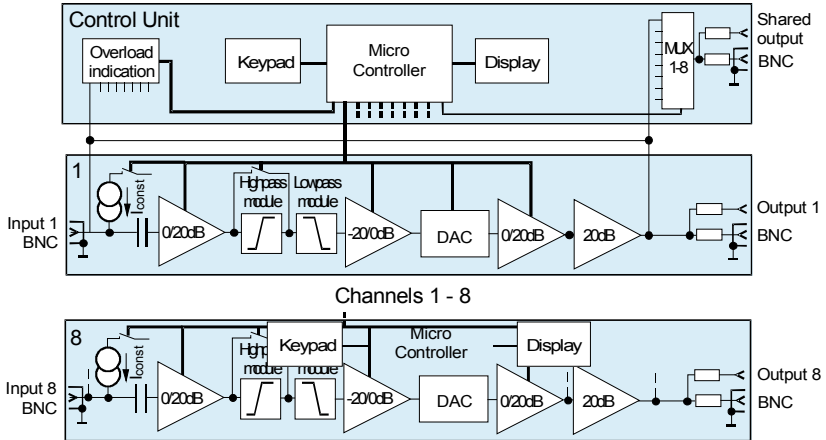 Control Unit
Overload
indication
Keypad
Micro
Controller
Display
MUX
1-8
Shared
output
BNC
1
Iconst
Highpass
module
Lowpass
module
Input 1
BNC
0/20dB
-20/0dB
DAC
0/20dB
20dB
Output 1
BNC
Channels 1 - 8
8
Iconst
Highpass
module
module
Keypad
Micro
Controller
Display
Input 8
BNC
0/20dB
-20/0dB
DAC
0/20dB
20dB
Output 8
BNC